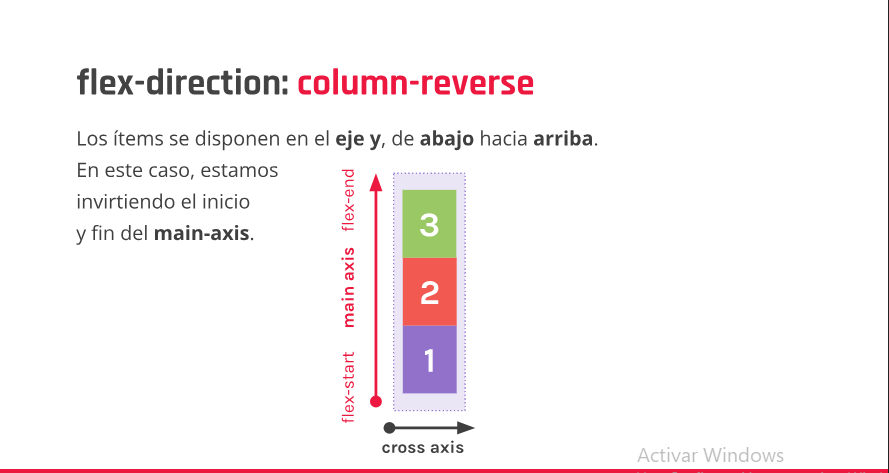 flex-direction: column-reverse
Los ítems se disponen en el eje y, de abajo hacia arriba.
En este caso, estamos
invirtiendo el inicio
y fin del main-axis.
flex-end
main axis
flex-start
3
2
1
cross axis
Activar Windows